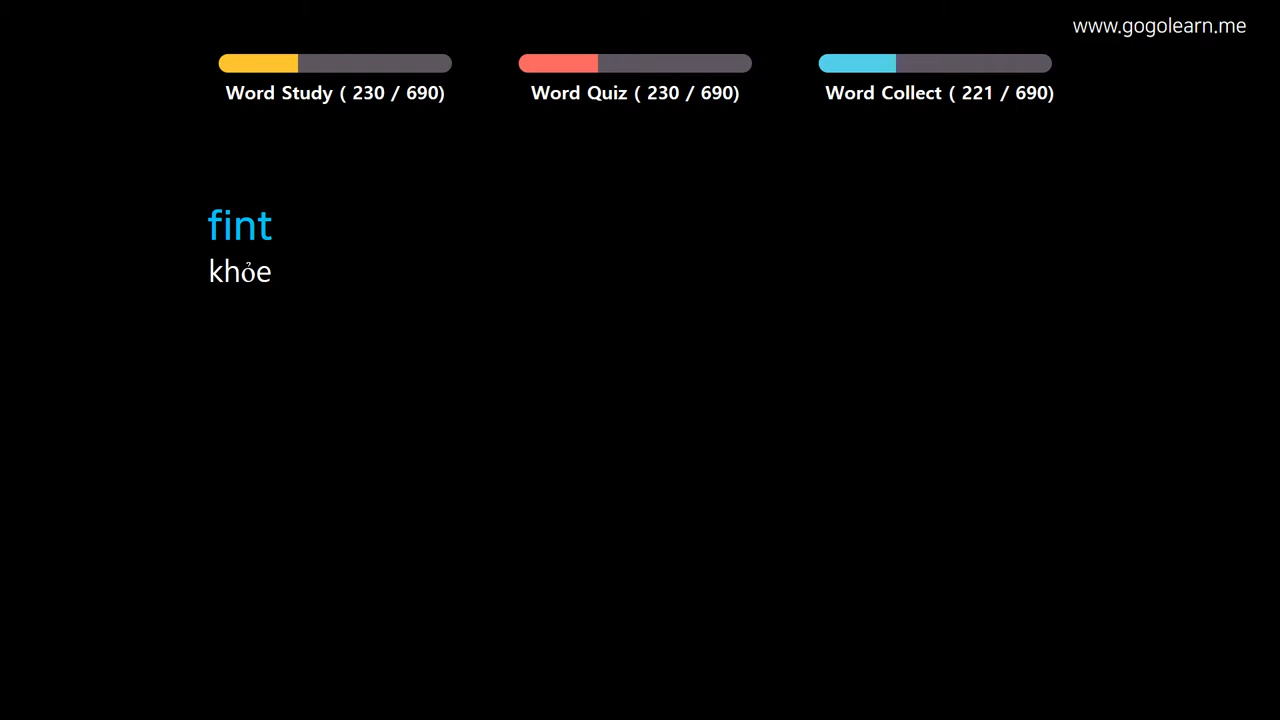 www.gogolearn.me
Word Study ( 230 / 690)
Word Quiz ( 230 / 690)
Word Collect ( 221 / 690)
fint
khỏe